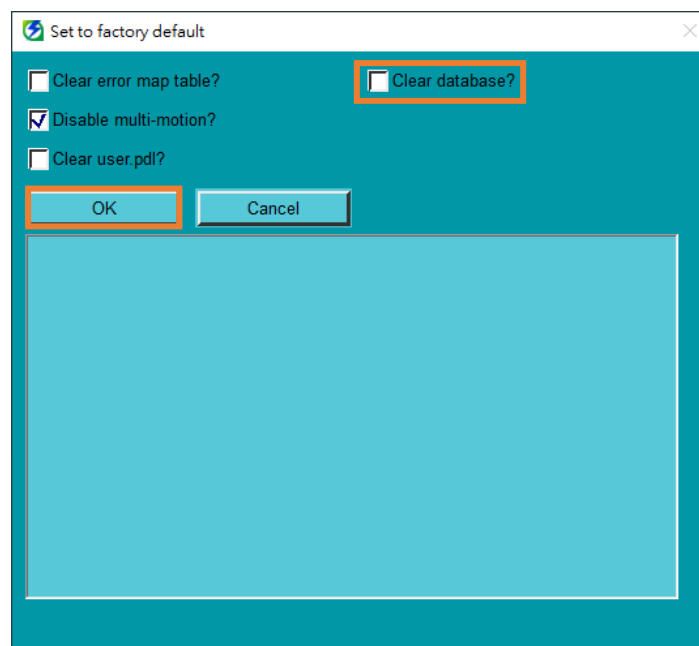 Set to factory default
Clear error map table?
Clear database?
Disable multi-motion?
Clear user.pdl?
OK
Cancel